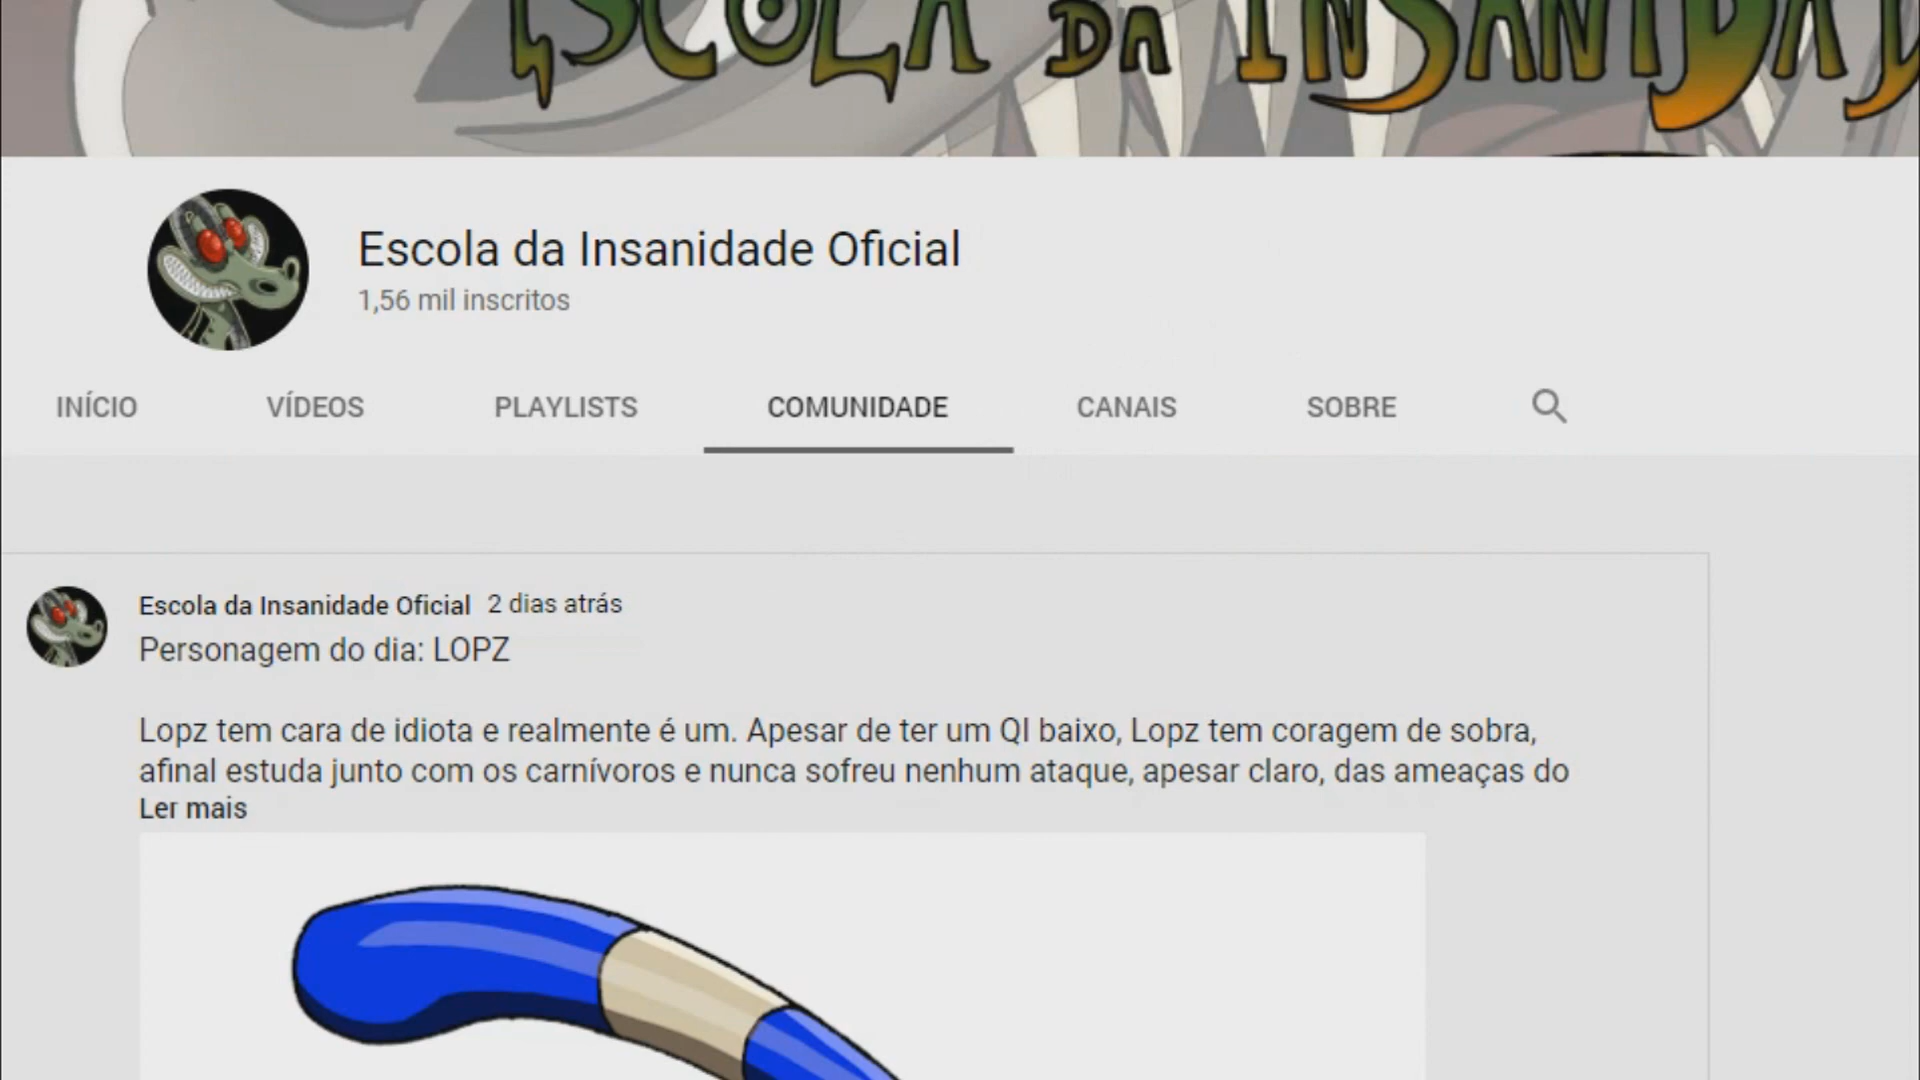 ESCOLA DA INSANIDAD
Escola da Insanidade Oficial
1,56 mil inscritos
INÍCIO VÍDEOS PLAYLISTS COMUNIDADE CANAIS SOBRE
Escola da Insanidade Oficial 2 dias atrás
Personagem do dia: LOPZ
Lopz tem cara de idiota e realmente é um. Apesar de ter um QI baixo, Lopz tem coragem de sobra,
afinal estuda junto com os carnívoros e nunca sofreu nenhum ataque, apesar claro, das ameaças do
Ler mais